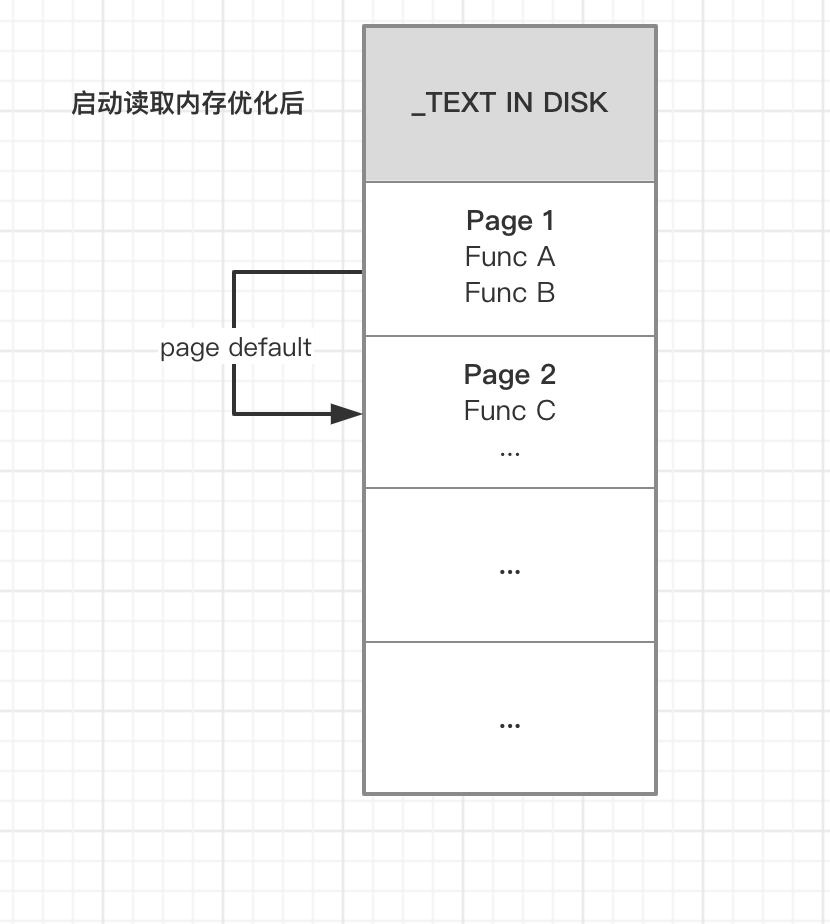 启动读取内存优化后
_TEXT IN DISK
Page 1
Func A
Func B
page default
Page 2
Func C
...
...
...